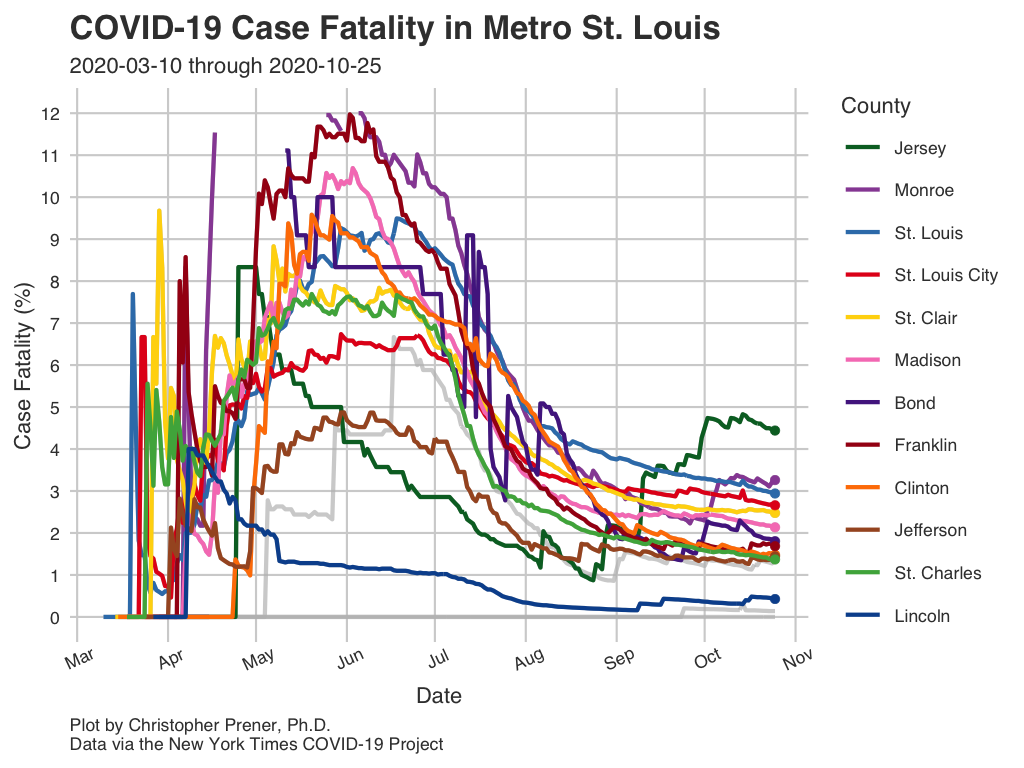 COVID-19 Case Fatality in Metro St. Louis
2020-03-10 through 2020-10-25
Case Fatality (%)
12
11
10
9
8
7
6
5
4
3
2
1
0
Mar
Apr
May
Jun
Jul
Aug
Sep
Oct
Nov
Date
County
Jersey
Monroe
St. Louis
St. Louis City
St. Clair
Madison
Bond
Franklin
Clinton
Jefferson
St. Charles
Lincoln
Plot by Christopher Prener, Ph.D.
Data via the New York Times COVID-19 Project